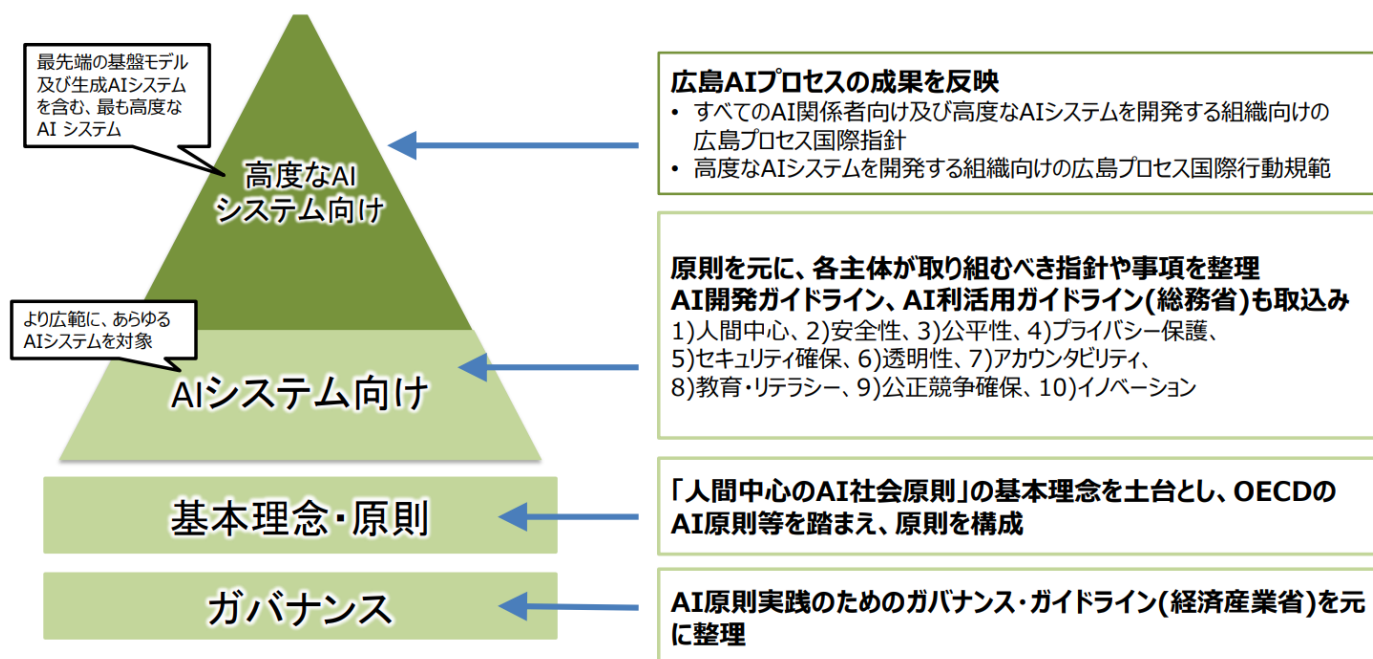 最先端の基盤モデル
及び生成AIシステム
を含む、最も高度な
AI システム
高度なAI
システム向け
広島AIプロセスの成果を反映
• すべてのAI関係者向け及び高度なAIシステムを開発する組織向けの
広島プロセス国際指針
• 高度なAIシステムを開発する組織向けの広島プロセス国際行動規範
より広範に、あらゆる
AIシステムを対象
AIシステム向け
原則を元に、各主体が取り組むべき指針や事項を整理
AI開発ガイドライン、AI利活用ガイドライン(総務省)も取込み
1)人間中心、2)安全性、3)公平性、4)プライバシー保護、
5)セキュリティ確保、6)透明性、7)アカウンタビリティ、
8)教育・リテラシー、9)公正競争確保、10)イノベーション
基本理念・原則
「人間中心のAI社会原則」の基本理念を土台とし、OECDの
AI原則等を踏まえ、原則を構成
ガバナンス
AI原則実践のためのガバナンス・ガイドライン(経済産業省)を元
に整理